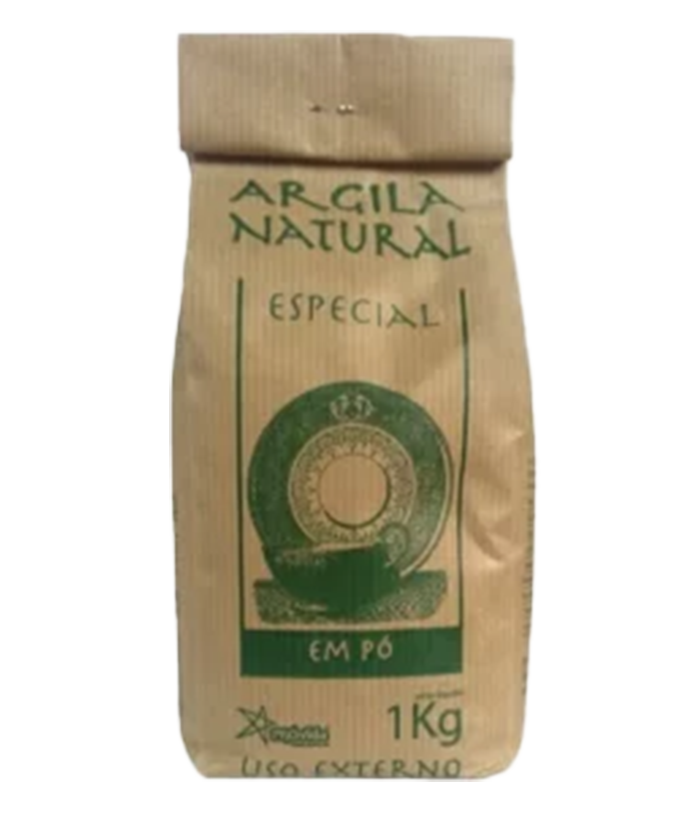 ARGILA
NATURAL
ESPECIAL
EM PÓ
1Kg
USO EXTERNO